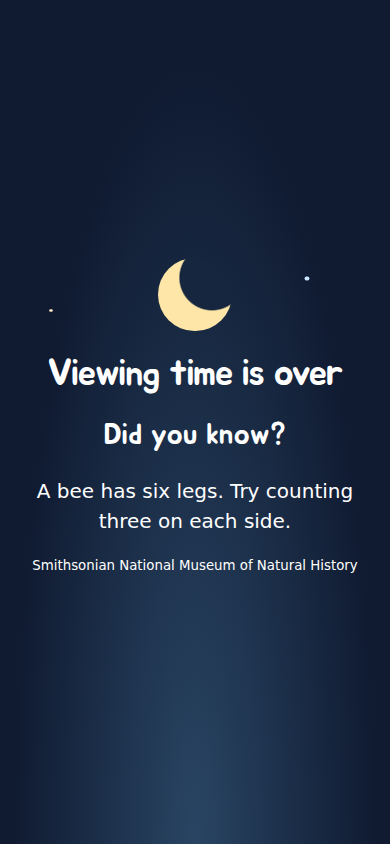 Viewing time is over
Did you know?
A bee has six legs. Try counting
three on each side.
Smithsonian National Museum of Natural History